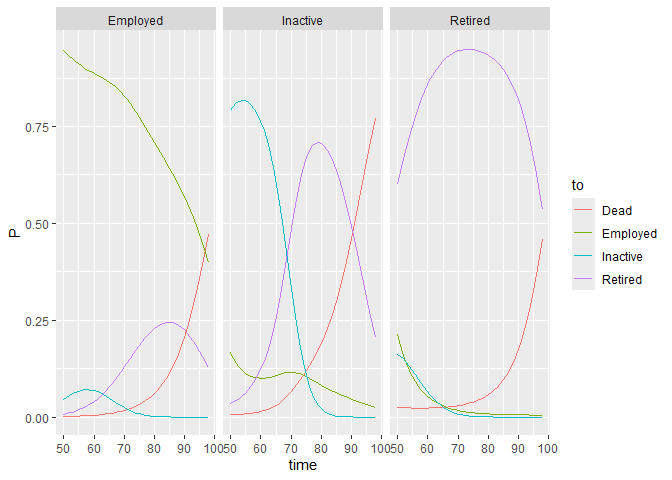 Employed Inactive Retired
P
0.75
0.50
0.25
0.00
50 60 70 80 90 100 50 60 70 80 90 100 50 60 70 80 90 100
time
to
Dead
Employed
Inactive
Retired